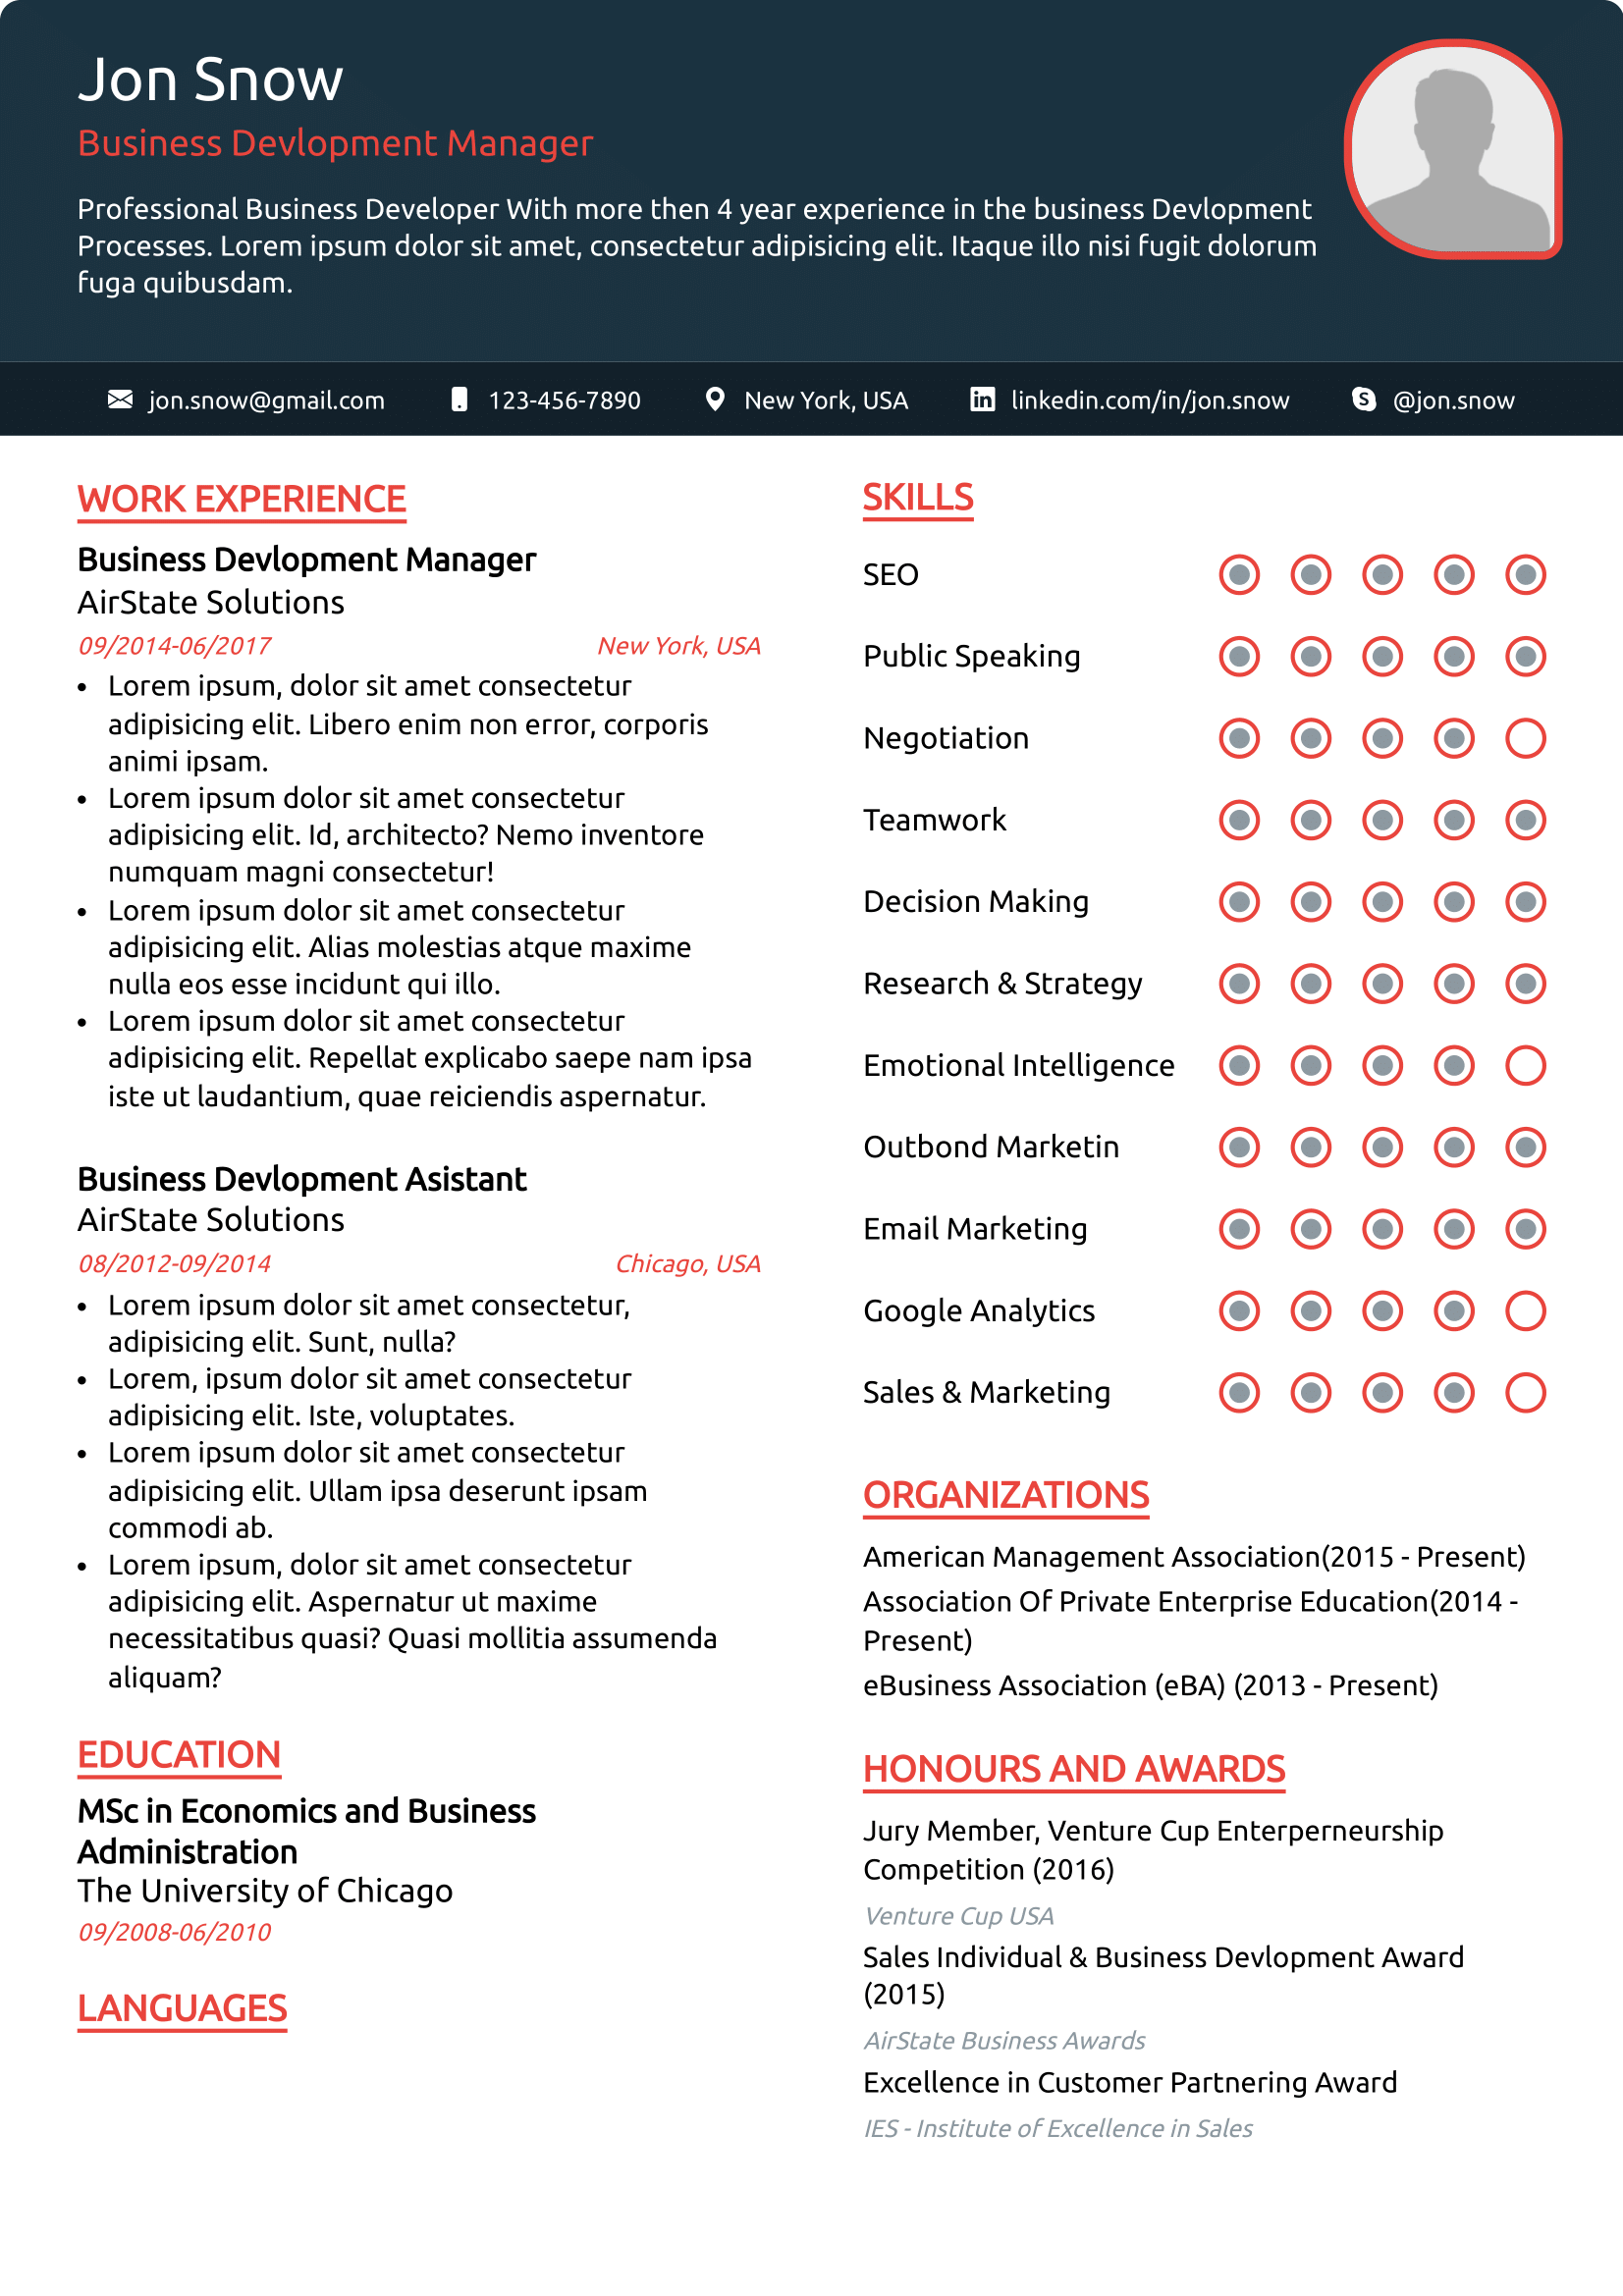 Jon Snow
Business Devlopment Manager
Professional Business Developer With more then 4 year experience in the business Devlopment
Processes. Lorem ipsum dolor sit amet, consectetur adipisicing elit. Itaque illo nisi fugit dolorum
fuga quibusdam.
jon.snow@gmail.com
123-456-7890
New York, USA
linkedin.com/in/jon.snow
@jon.snow
WORK EXPERIENCE
Business Devlopment Manager
AirState Solutions
09/2014-06/2017 New York, USA
• Lorem ipsum, dolor sit amet consectetur
adipisicing elit. Libero enim non error, corporis
animi ipsam.
• Lorem ipsum dolor sit amet consectetur
adipisicing elit. Id, architecto? Nemo inventore
numquam magni consectetur!
• Lorem ipsum dolor sit amet consectetur
adipisicing elit. Alias molestias atque maxime
nulla eos esse incidunt qui illo.
• Lorem ipsum dolor sit amet consectetur
adipisicing elit. Repellat explicabo saepe nam ipsa
iste ut laudantium, quae reiciendis aspernatur.
Business Devlopment Asistant
AirState Solutions
08/2012-09/2014 Chicago, USA
• Lorem ipsum dolor sit amet consectetur,
adipisicing elit. Sunt, nulla?
• Lorem, ipsum dolor sit amet consectetur
adipisicing elit. Iste, voluptates.
• Lorem ipsum dolor sit amet consectetur
adipisicing elit. Ullam ipsa deserunt ipsam
commodi ab.
• Lorem ipsum, dolor sit amet consectetur
adipisicing elit. Aspernatur ut maxime
necessitatibus quasi? Quasi mollitia assumenda
aliquam?
EDUCATION
MSc in Economics and Business
Administration
The University of Chicago
09/2008-06/2010
LANGUAGES
SKILLS
SEO
Public Speaking
Negotiation
Teamwork
Decision Making
Research & Strategy
Emotional Intelligence
Outbond Marketin
Email Marketing
Google Analytics
Sales & Marketing
ORGANIZATIONS
American Management Association(2015 - Present)
Association Of Private Enterprise Education(2014 -
Present)
eBusiness Association (eBA) (2013 - Present)
HONOURS AND AWARDS
Jury Member, Venture Cup Enterperneurship
Competition (2016)
Venture Cup USA
Sales Individual & Business Devlopment Award
(2015)
AirState Business Awards
Excellence in Customer Partnering Award
IES - Institute of Excellence in Sales